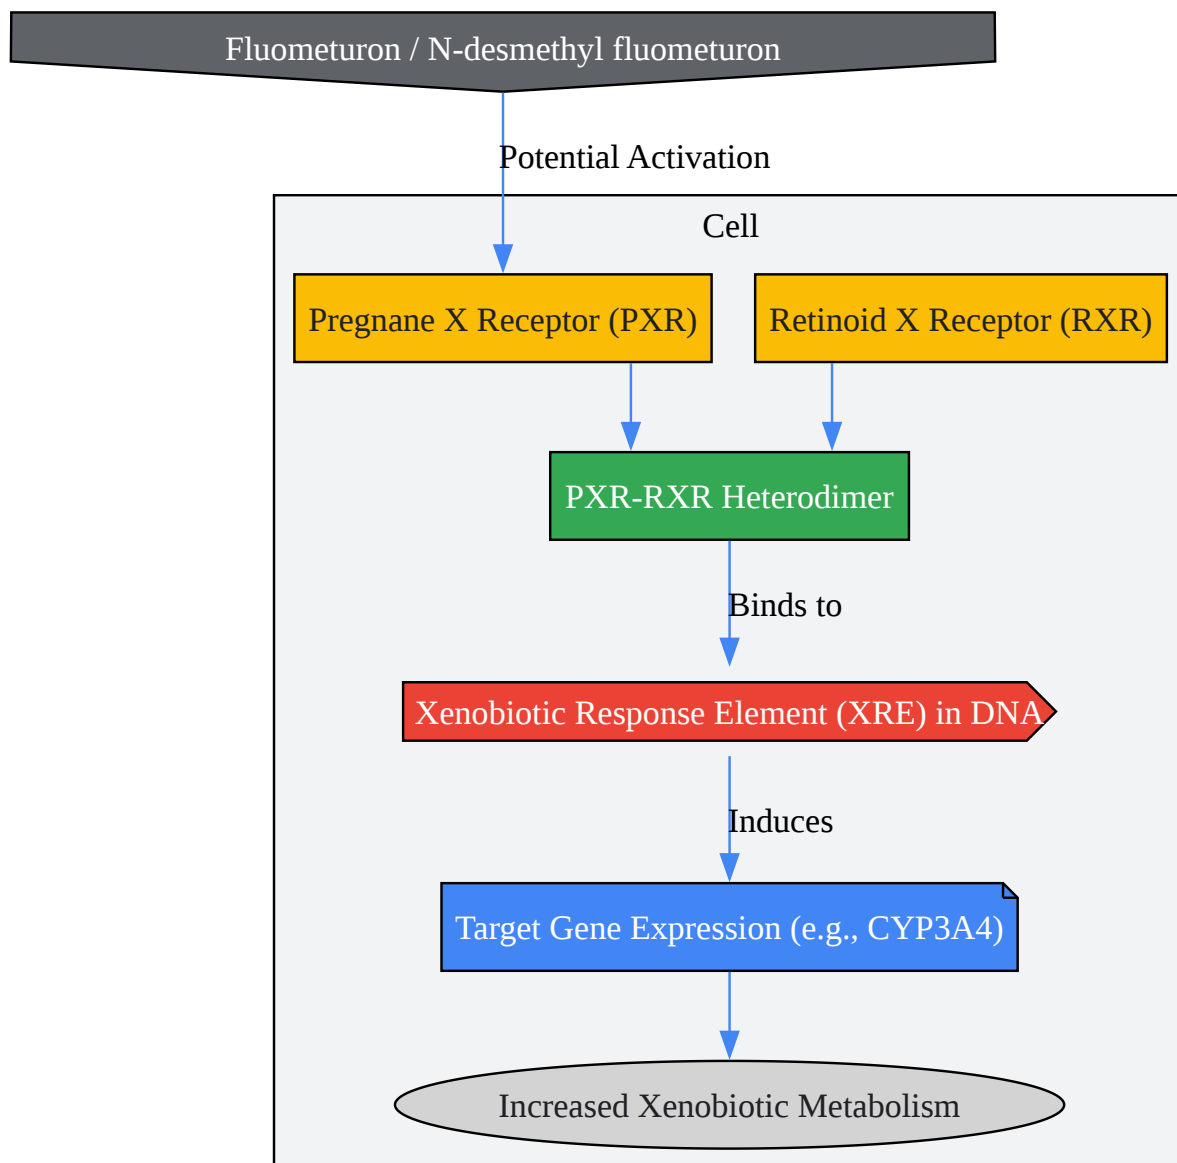 Fluometuron / N-desmethyl fluometuron
Potential Activation
Cell
Pregnane X Receptor (PXR)
Retinoid X Receptor (RXR)
PXR-RXR Heterodimer
Binds to
Xenobiotic Response Element (XRE) in DNA
Induces
Target Gene Expression (e.g., CYP3A4)
Increased Xenobiotic Metabolism